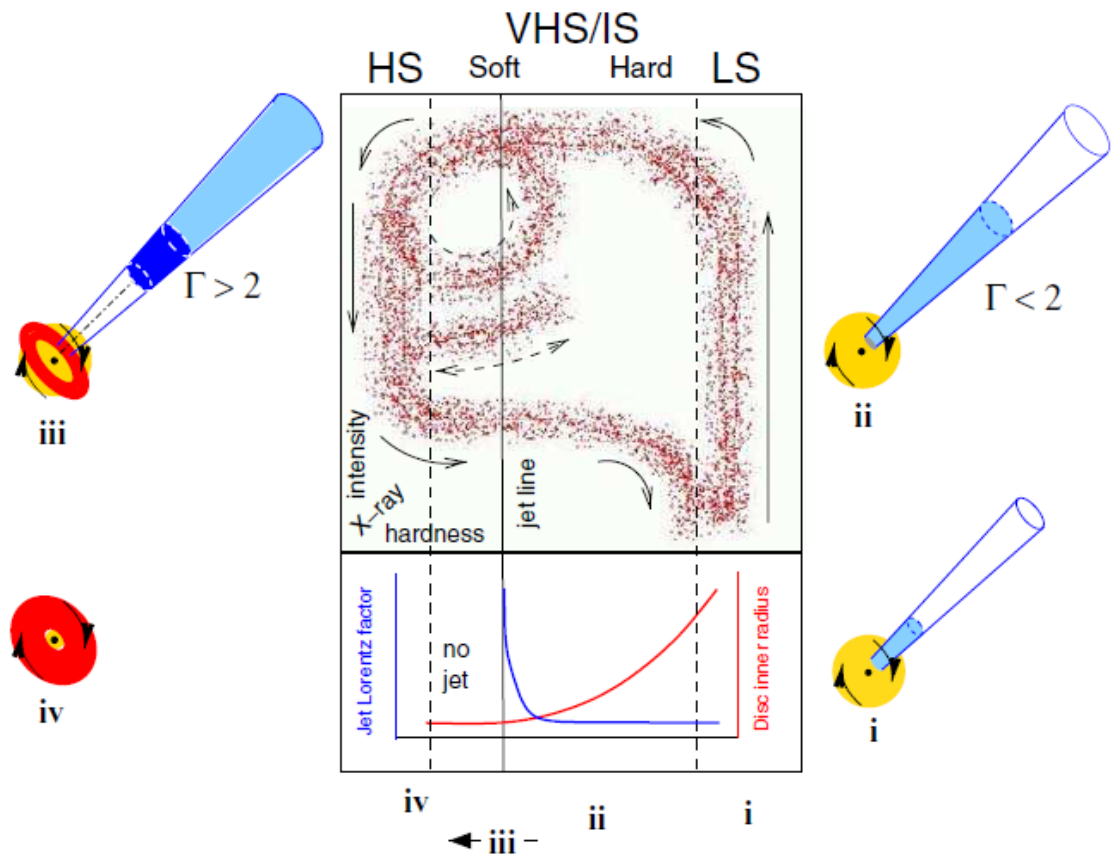 VHS/IS
HS Soft Hard LS
Γ > 2
iii
Γ < 2
ii
intensity
X-ray
hardness
jet line
Jet Lorentz factor
no
jet
Disc inner radius
iv
i
iv
ii
i
iii